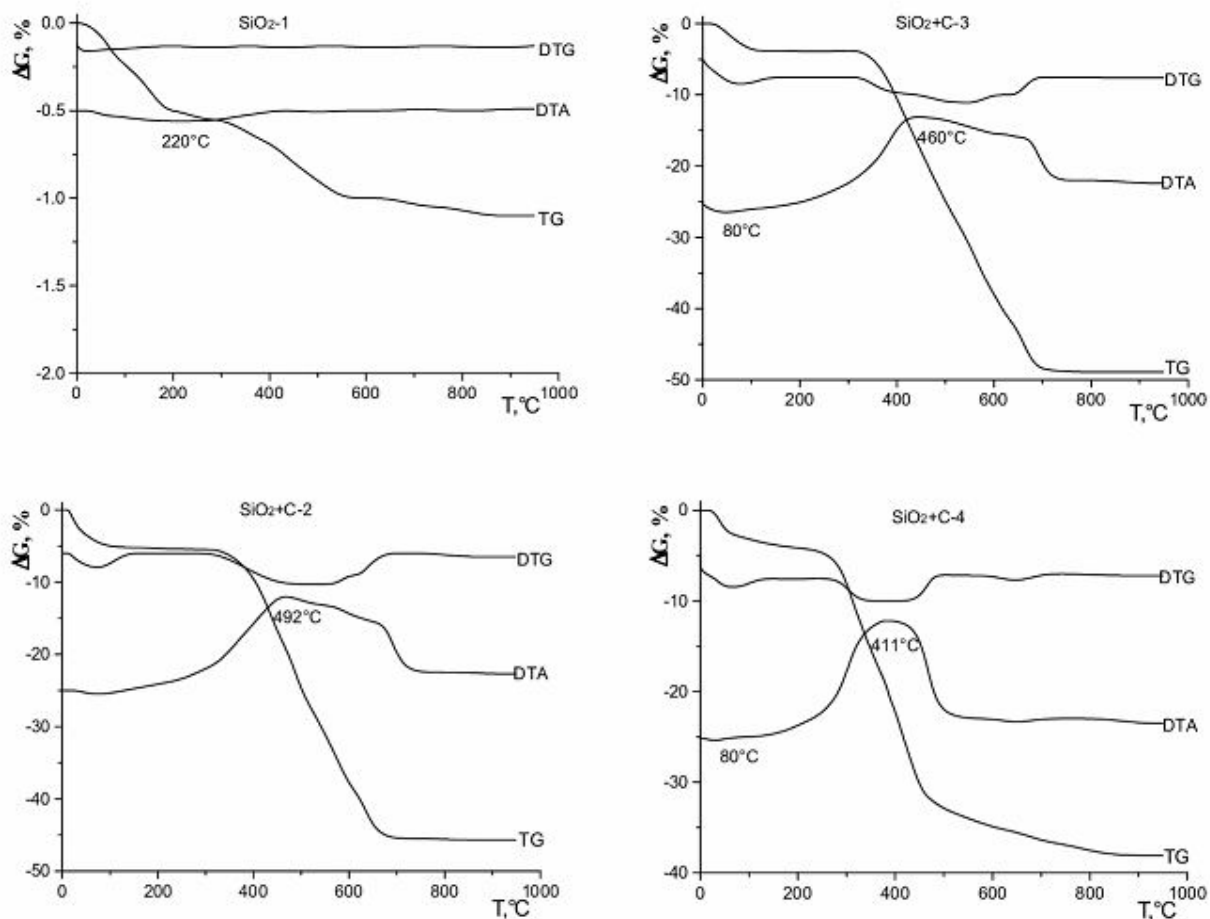 SiO2-1
ΔG, %
0.0
-0.5
-1.0
-1.5
-2.0
DTG
DTA
220°C
TG
0 200 400 600 800 1000
T,°C
SiO2+C-3
ΔG, %
0
-10
-20
-30
-40
-50
DTG
460°C
DTA
80°C
TG
0 200 400 600 800 1000
T,°C
SiO2+C-2
ΔG, %
0
-10
-20
-30
-40
-50
DTG
492°C
DTA
TG
0 200 400 600 800 1000
T,°C
SiO2+C-4
ΔG, %
0
-10
-20
-30
-40
DTG
411°C
DTA
80°C
TG
0 200 400 600 800 1000
T,°C